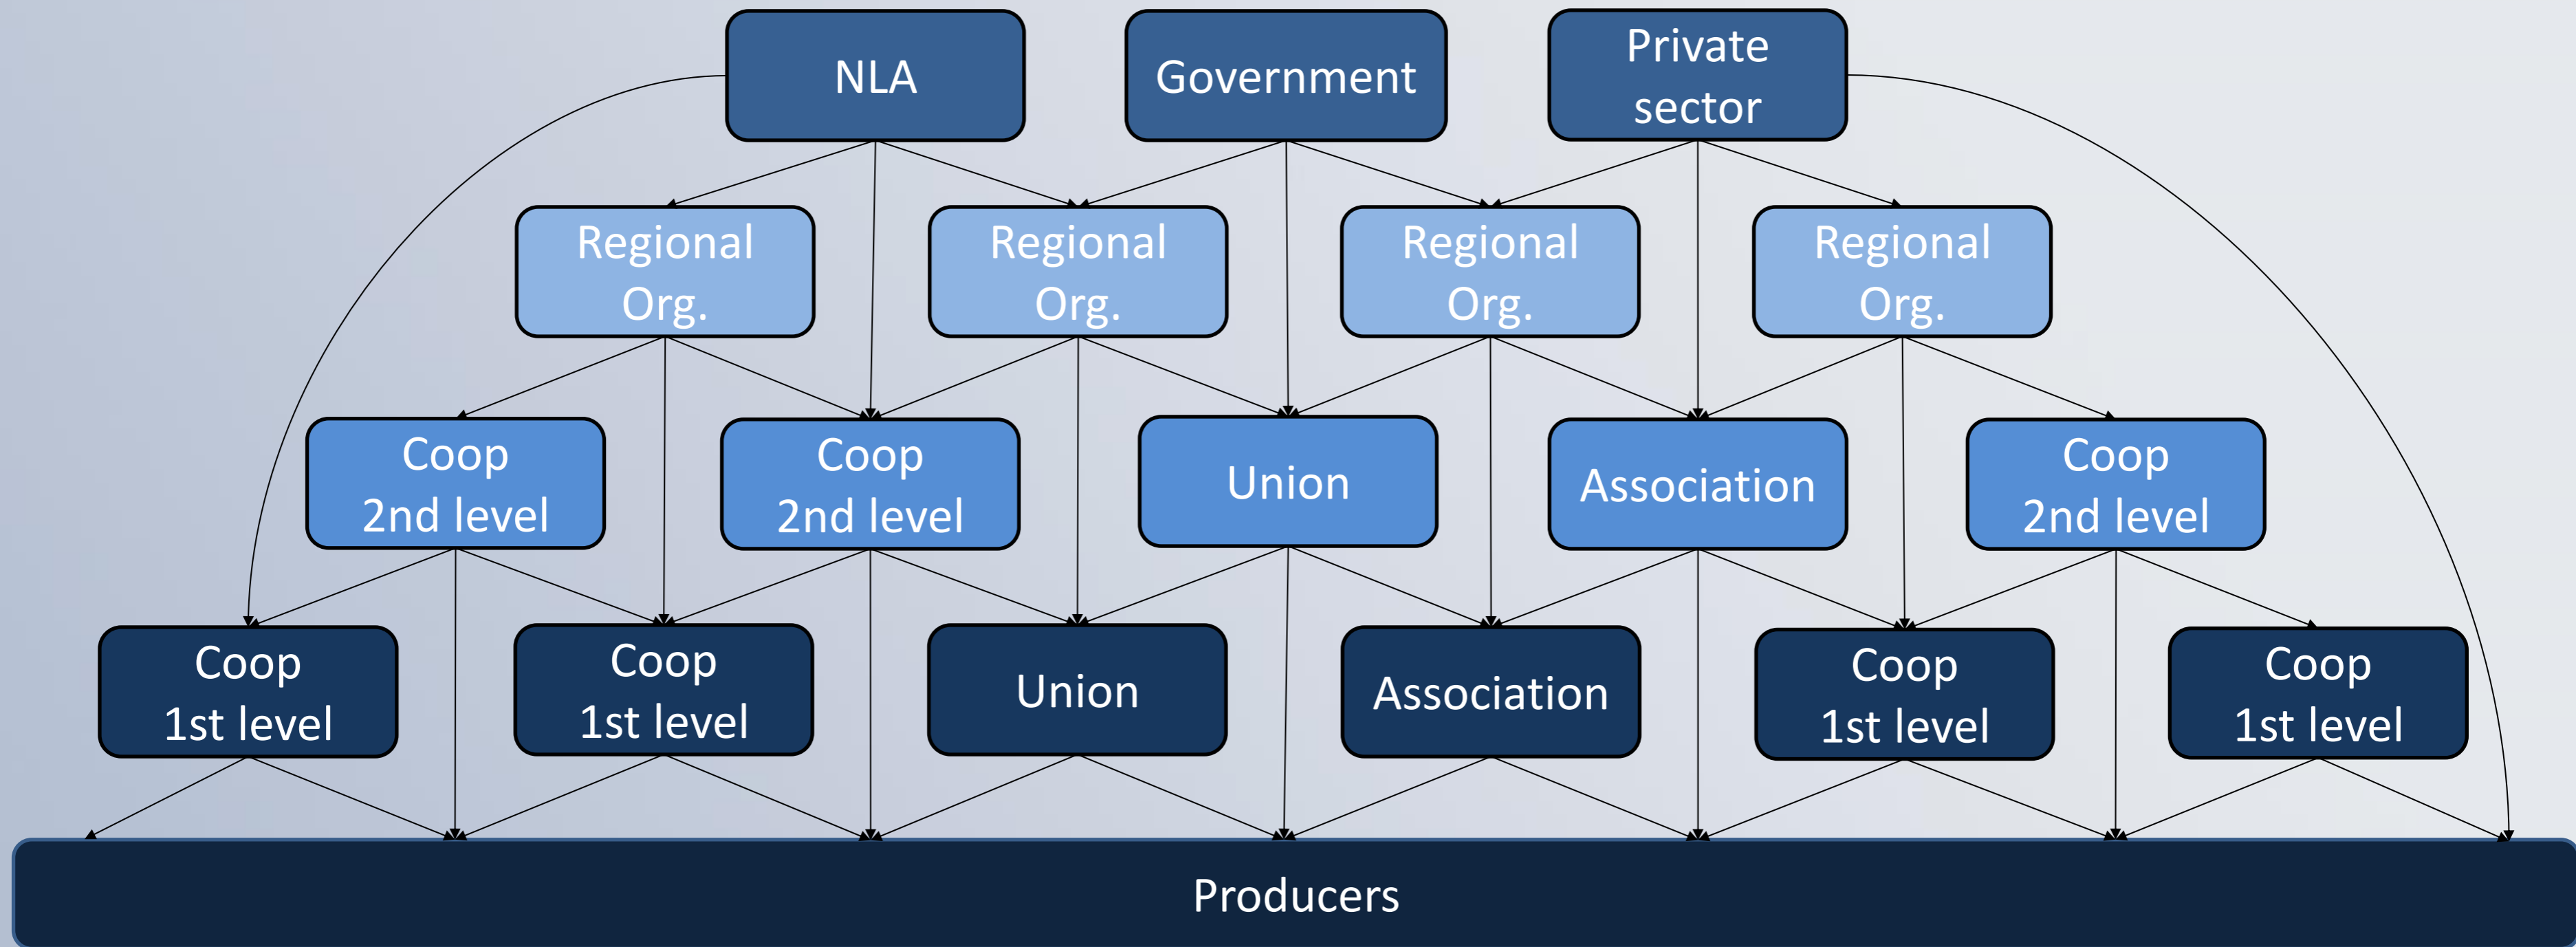 NLA
Government
Private
sector
Regional
Org.
Regional
Org.
Regional
Org.
Regional
Org.
Coop
2nd level
Coop
2nd level
Union
Association
Coop
2nd level
Coop
1st level
Coop
1st level
Union
Association
Coop
1st level
Coop
1st level
Producers